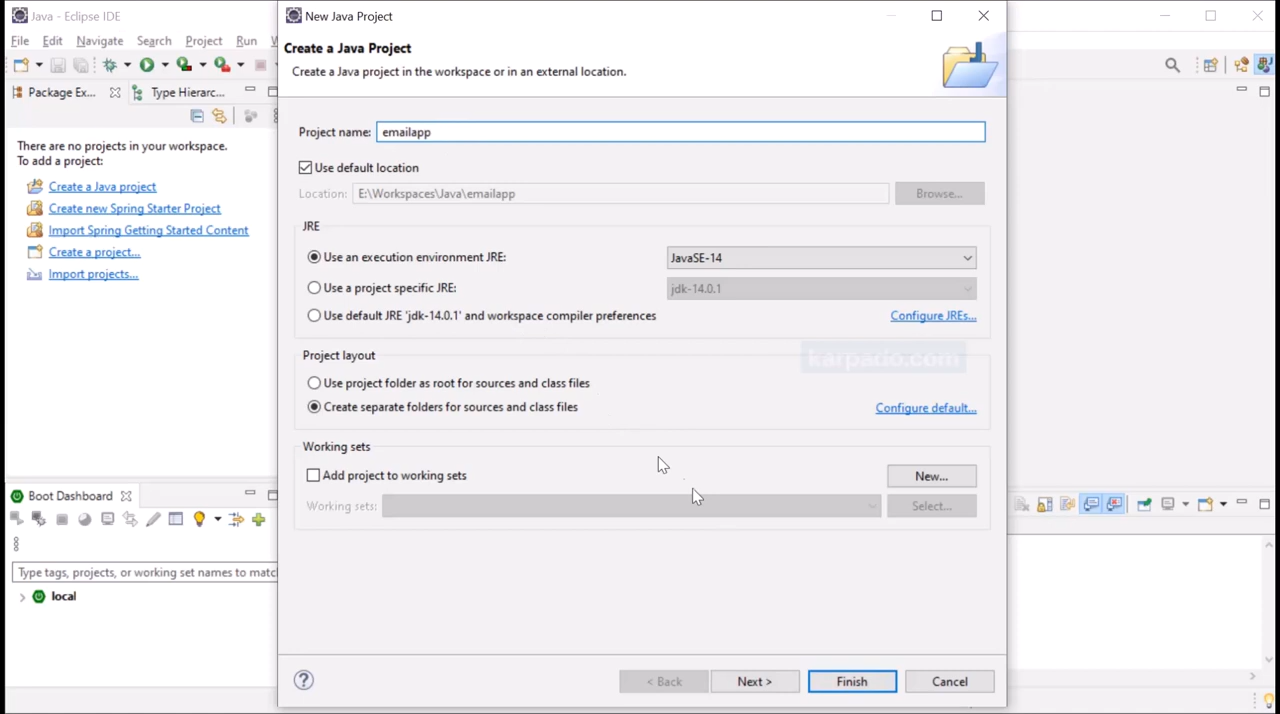 Java - Eclipse IDE
File Edit Navigate Search Project Run
Package Ex... Type Hierarc...
There are no projects in your workspace.
To add a project:
Create a Java project
Create new Spring Starter Project
Import Spring Getting Started Content
Create a project...
Import projects...
Boot Dashboard
Type tags, projects, or working set names to matc
local
New Java Project
Create a Java Project
Create a Java project in the workspace or in an external location.
Project name: emailapp
Use default location
Location: E:\Workspaces\Java\emailapp Browse...
JRE
Use an execution environment JRE: JavaSE-14
Use a project specific JRE: jdk-14.0.1
Use default JRE 'jdk-14.0.1' and workspace compiler preferences Configure JREs...
karpatio.com
Project layout
Use project folder as root for sources and class files
Create separate folders for sources and class files Configure default...
Working sets
Add project to working sets New...
Working sets: Select...
< Back Next > Finish Cancel